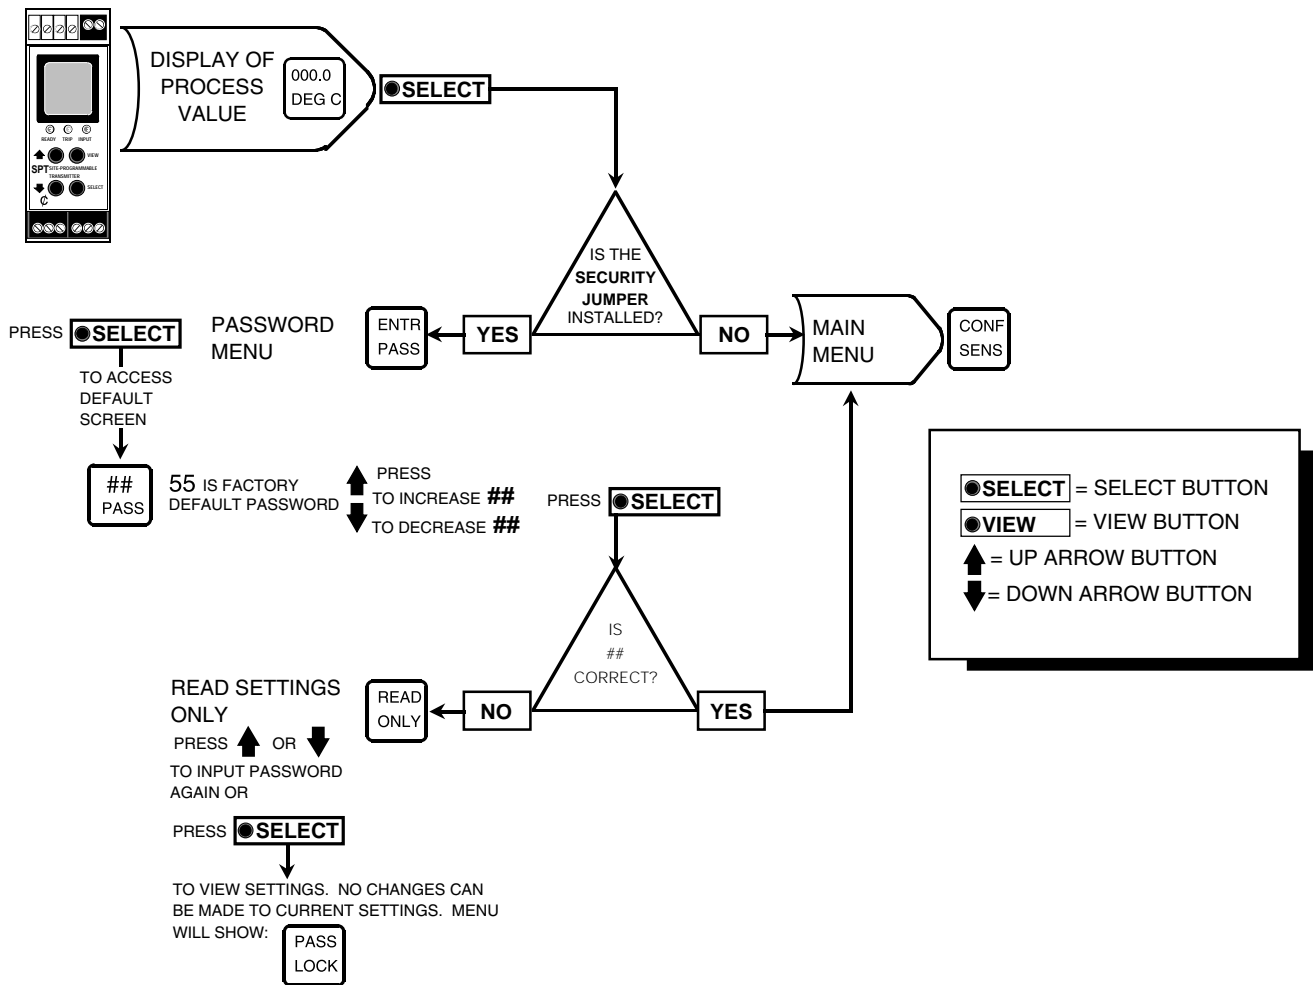 DISPLAY OF
PROCESS
VALUE
000.0
DEG C
SELECT
READY TRIP INPUT
VIEW
SPT SITE-PROGRAMMABLE
TRANSMITTER
SELECT
IS THE
SECURITY
JUMPER
INSTALLED?
PRESS SELECT
TO ACCESS
DEFAULT
SCREEN
PASSWORD
MENU
ENTR
PASS
YES
NO
MAIN
MENU
CONF
SENS
##
PASS
55 IS FACTORY
DEFAULT PASSWORD
PRESS
TO INCREASE ##
TO DECREASE ##
PRESS SELECT
SELECT = SELECT BUTTON
VIEW = VIEW BUTTON
= UP ARROW BUTTON
= DOWN ARROW BUTTON
IS
##
CORRECT?
READ SETTINGS
ONLY
READ
ONLY
NO
YES
PRESS OR
TO INPUT PASSWORD
AGAIN OR
PRESS SELECT
TO VIEW SETTINGS. NO CHANGES CAN
BE MADE TO CURRENT SETTINGS. MENU
WILL SHOW:
PASS
LOCK